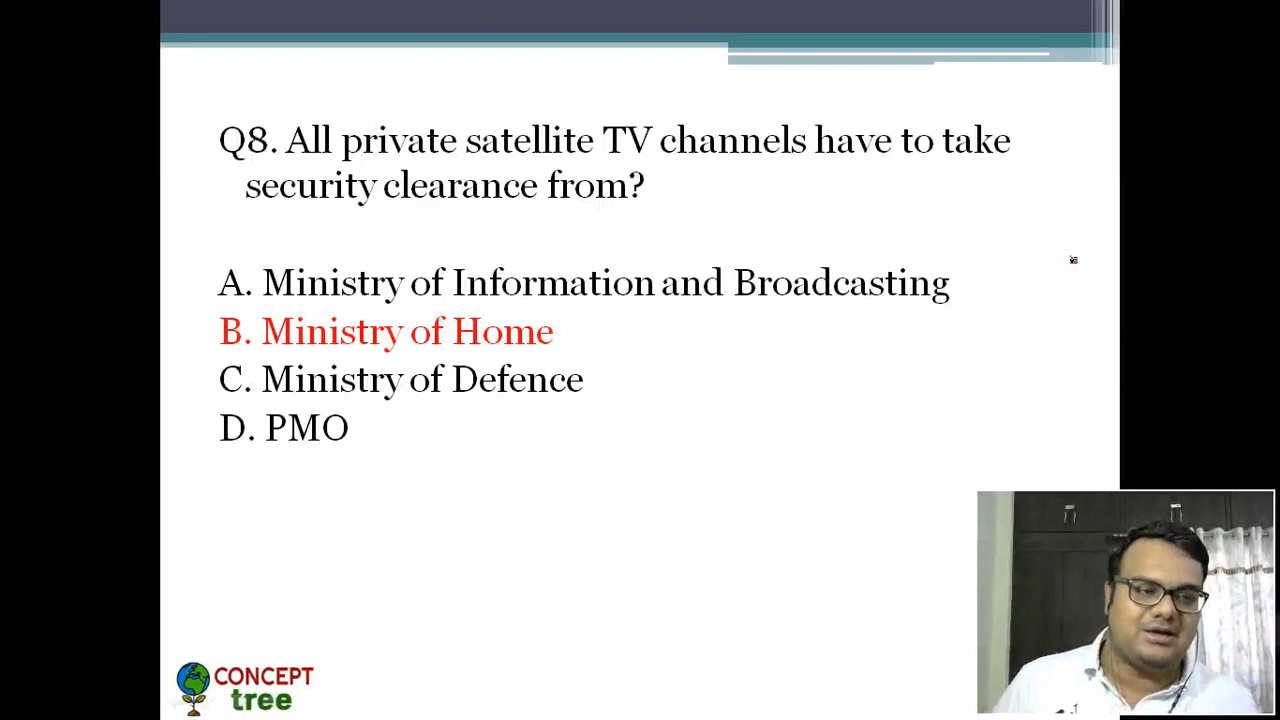 Q8. All private satellite TV channels have to take
security clearance from?
A. Ministry of Information and Broadcasting
B. Ministry of Home
C. Ministry of Defence
D. PMO
CONCEPT
tree